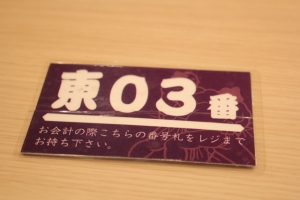 東03番
お会計の際こちらの番号札をレジまで
お持ち下さい。